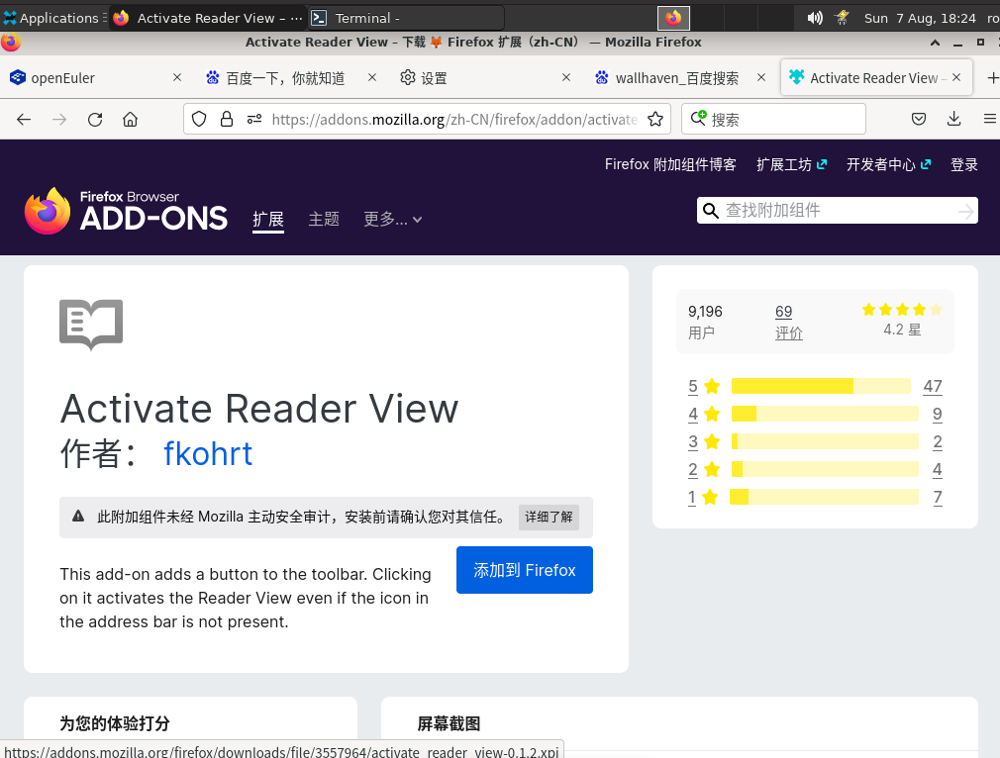 Applications
Activate Reader View – ···
Terminal -
Sun 7 Aug, 18:24
ro
Activate Reader View – 下载 🦊 Firefox 扩展（zh-CN） — Mozilla Firefox
openEuler
百度一下，你就知道
设置
wallhaven_百度搜索
Activate Reader View –
https://addons.mozilla.org/zh-CN/firefox/addon/activate
搜索
Firefox 附加组件博客
扩展工坊
开发者中心
登录
Firefox Browser
ADD-ONS
扩展
主题
更多...
查找附加组件
Activate Reader View
作者： fkohrt
此附加组件未经 Mozilla 主动安全审计，安装前请确认您对其信任。
详细了解
This add-on adds a button to the toolbar. Clicking
on it activates the Reader View even if the icon in
the address bar is not present.
添加到 Firefox
9,196
用户
69
评价
4.2 星
5 47
4 9
3 2
2 4
1 7
为您的体验打分
屏幕截图
https://addons.mozilla.org/firefox/downloads/file/3557964/activate_reader_view-0.1.2.xpi